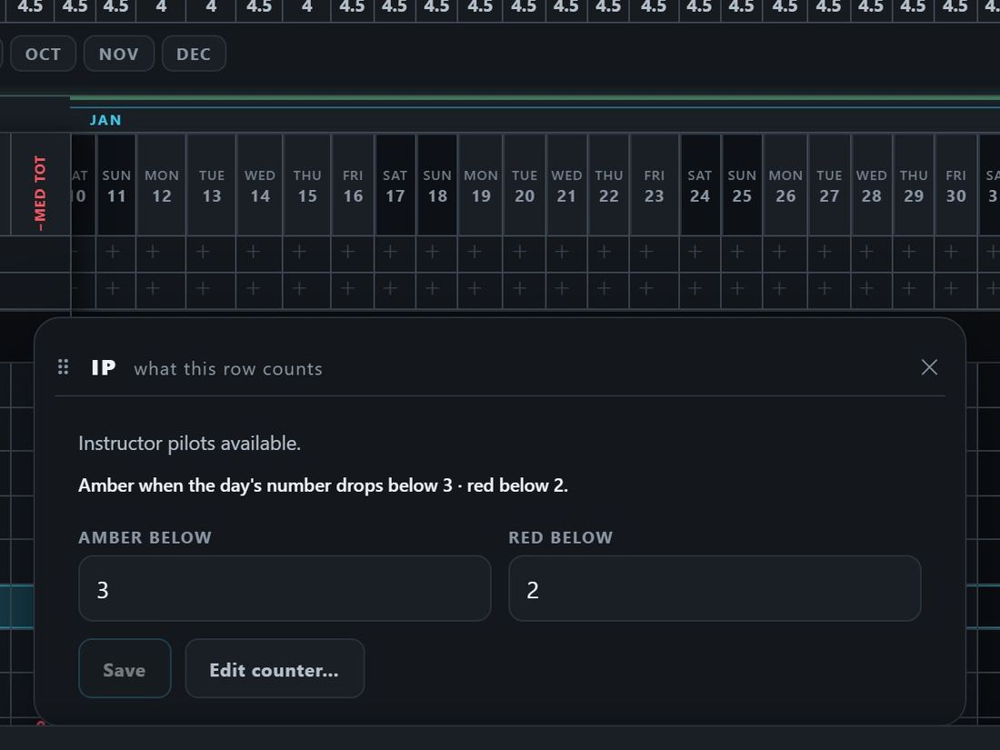 4.5 4.5 4.5 4 4 4.5 4 4.5 4.5 4.5 4.5 4.5 4.5 4.5 4.5 4.5 4.5 4.5 4.5 4.5 4.5 4.5
OCT NOV DEC
JAN
–MED TOT
SUN MON TUE WED THU FRI SAT SUN MON TUE WED THU FRI SAT SUN MON TUE WED THU FRI
11 12 13 14 15 16 17 18 19 20 21 22 23 24 25 26 27 28 29 30
+ + + + + + + + + + + + + + + + + + + + +
+ + + + + + + + + + + + + + + + + + + + +
IP what this row counts
Instructor pilots available.
Amber when the day's number drops below 3 · red below 2.
AMBER BELOW RED BELOW
3 2
Save Edit counter...